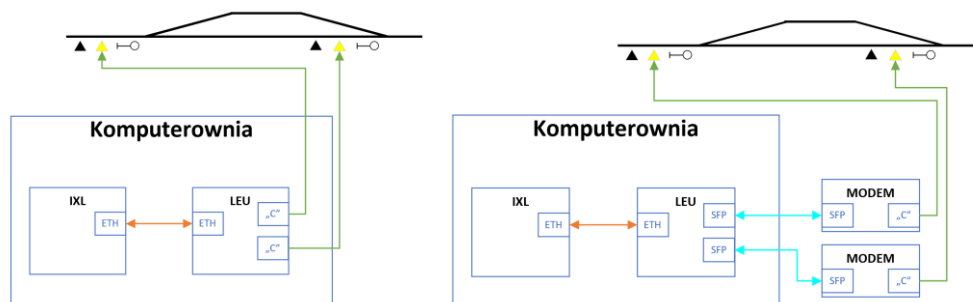 Komputerownia
IXL
LEU
ETH
ETH
„C”
„C”
Komputerownia
IXL
LEU
ETH
ETH
SFP
SFP
MODEM
SFP
„C”
MODEM
SFP
„C”